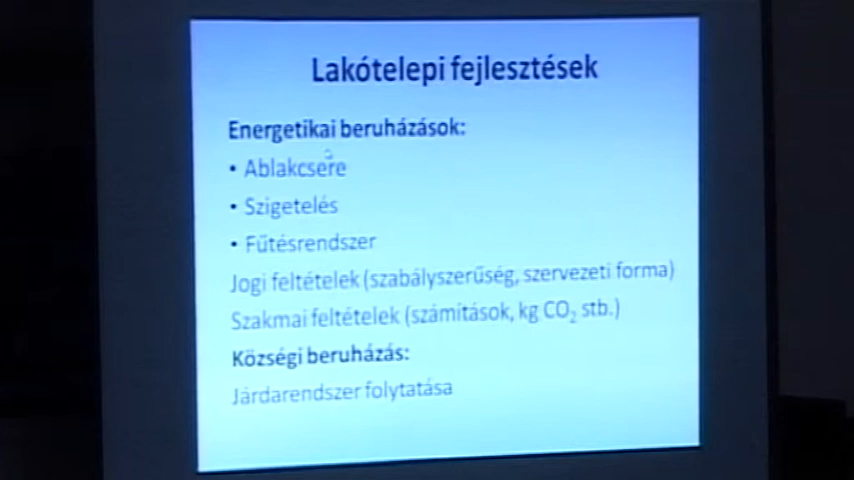 Lakótelepi fejlesztések
Energetikai beruházások:
• Ablakcsere
• Szigetelés
• Fűtésrendszer
Jogi feltételek (szabályszerűség, szervezeti forma)
Szakmai feltételek (számítások, kg CO₂ stb.)
Községi beruházás:
Járdarendszer folytatása